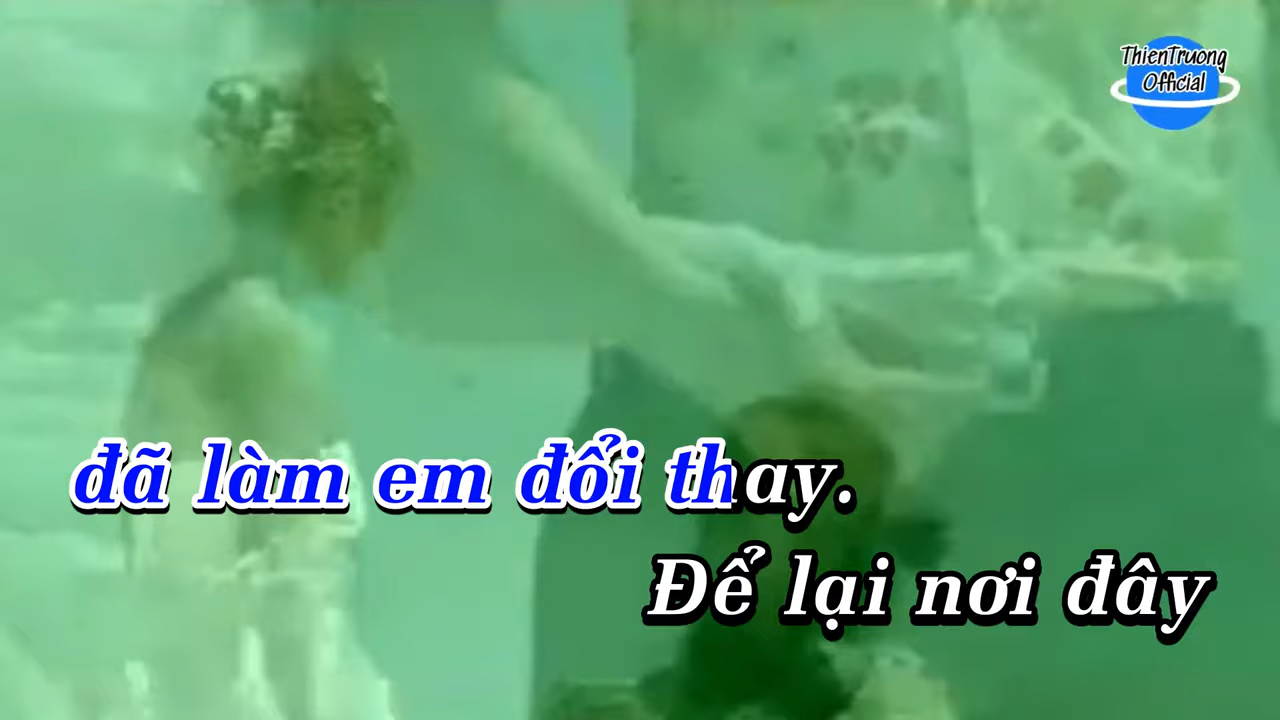 ThienTruong
Official
đã làm em đổi thay.
Để lại nơi đây